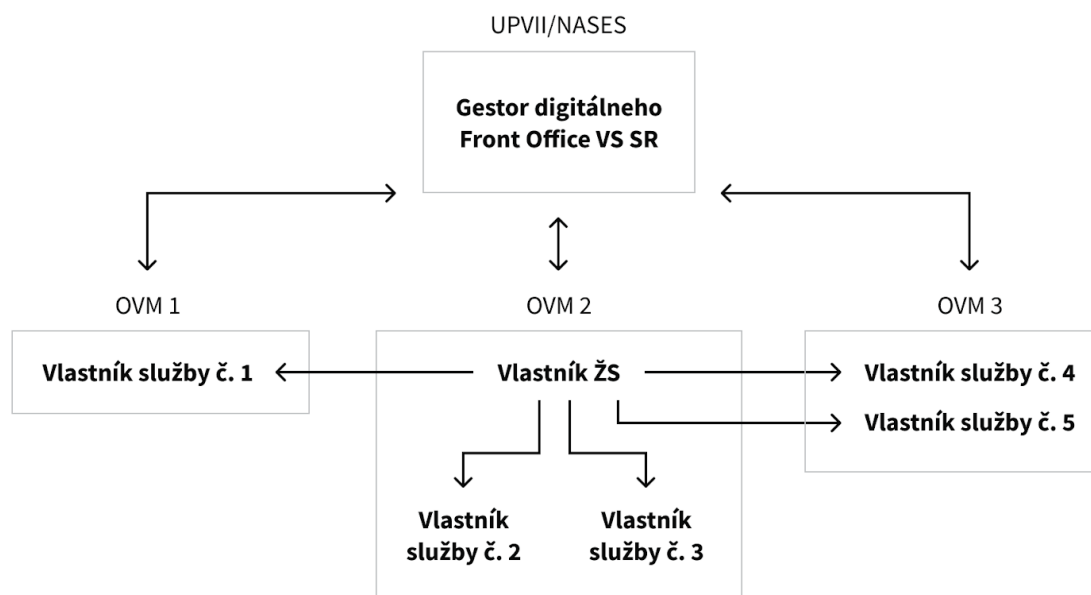 UPVII/NASES
Gestor digitálneho
Front Office VS SR
OVM 1
OVM 2
OVM 3
Vlastník služby č. 1
Vlastník ŽS
Vlastník služby č. 4
Vlastník služby č. 5
Vlastník
služby č. 2
Vlastník
služby č. 3